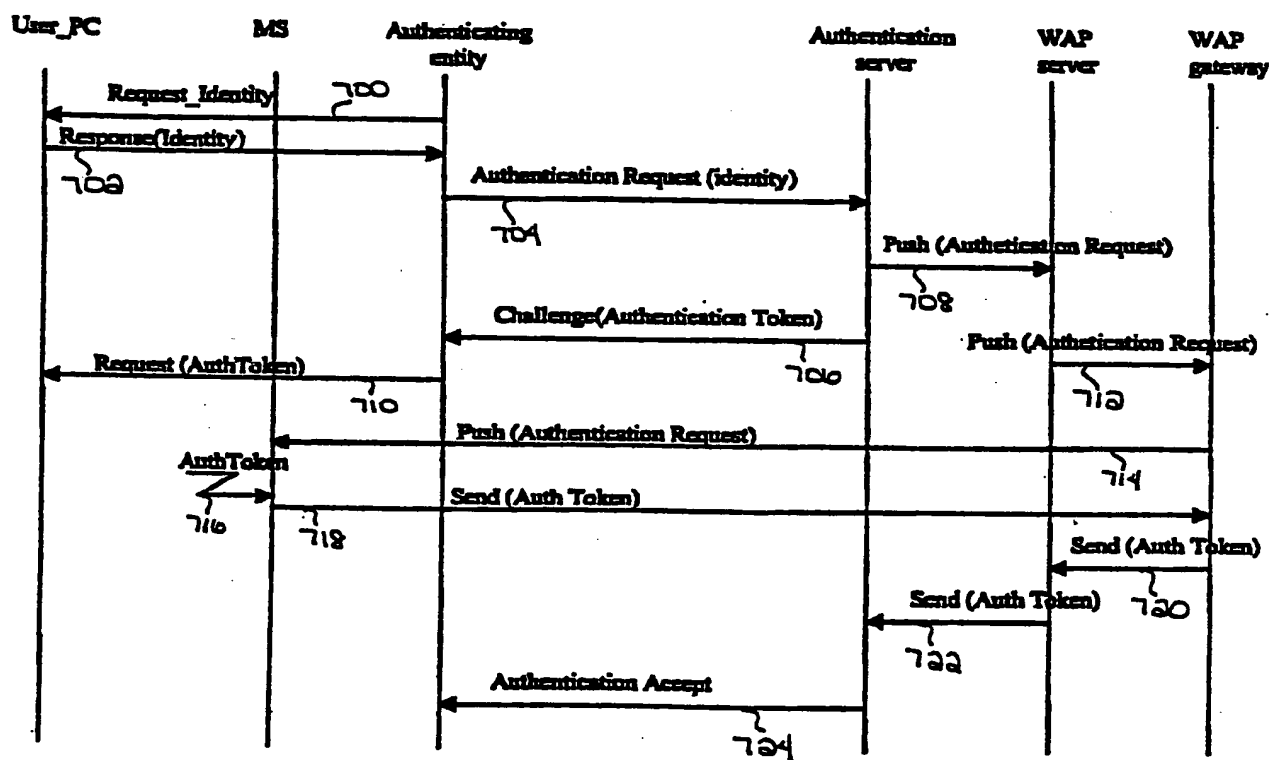 User_PC
MS
Authenticating
entity
Authentication
server
WAP
server
WAP
gateway
Request_Identity
700
Response(Identity)
702
Authentication Request (identity)
704
Push (Authetication Request)
708
Challenge(Authentication Token)
706
Push (Authetication Request)
712
Request (AuthToken)
710
Push (Authentication Request)
714
AuthToken
716
Send (Auth Token)
718
Send (Auth Token)
720
Send (Auth Token)
722
Authentication Accept
724